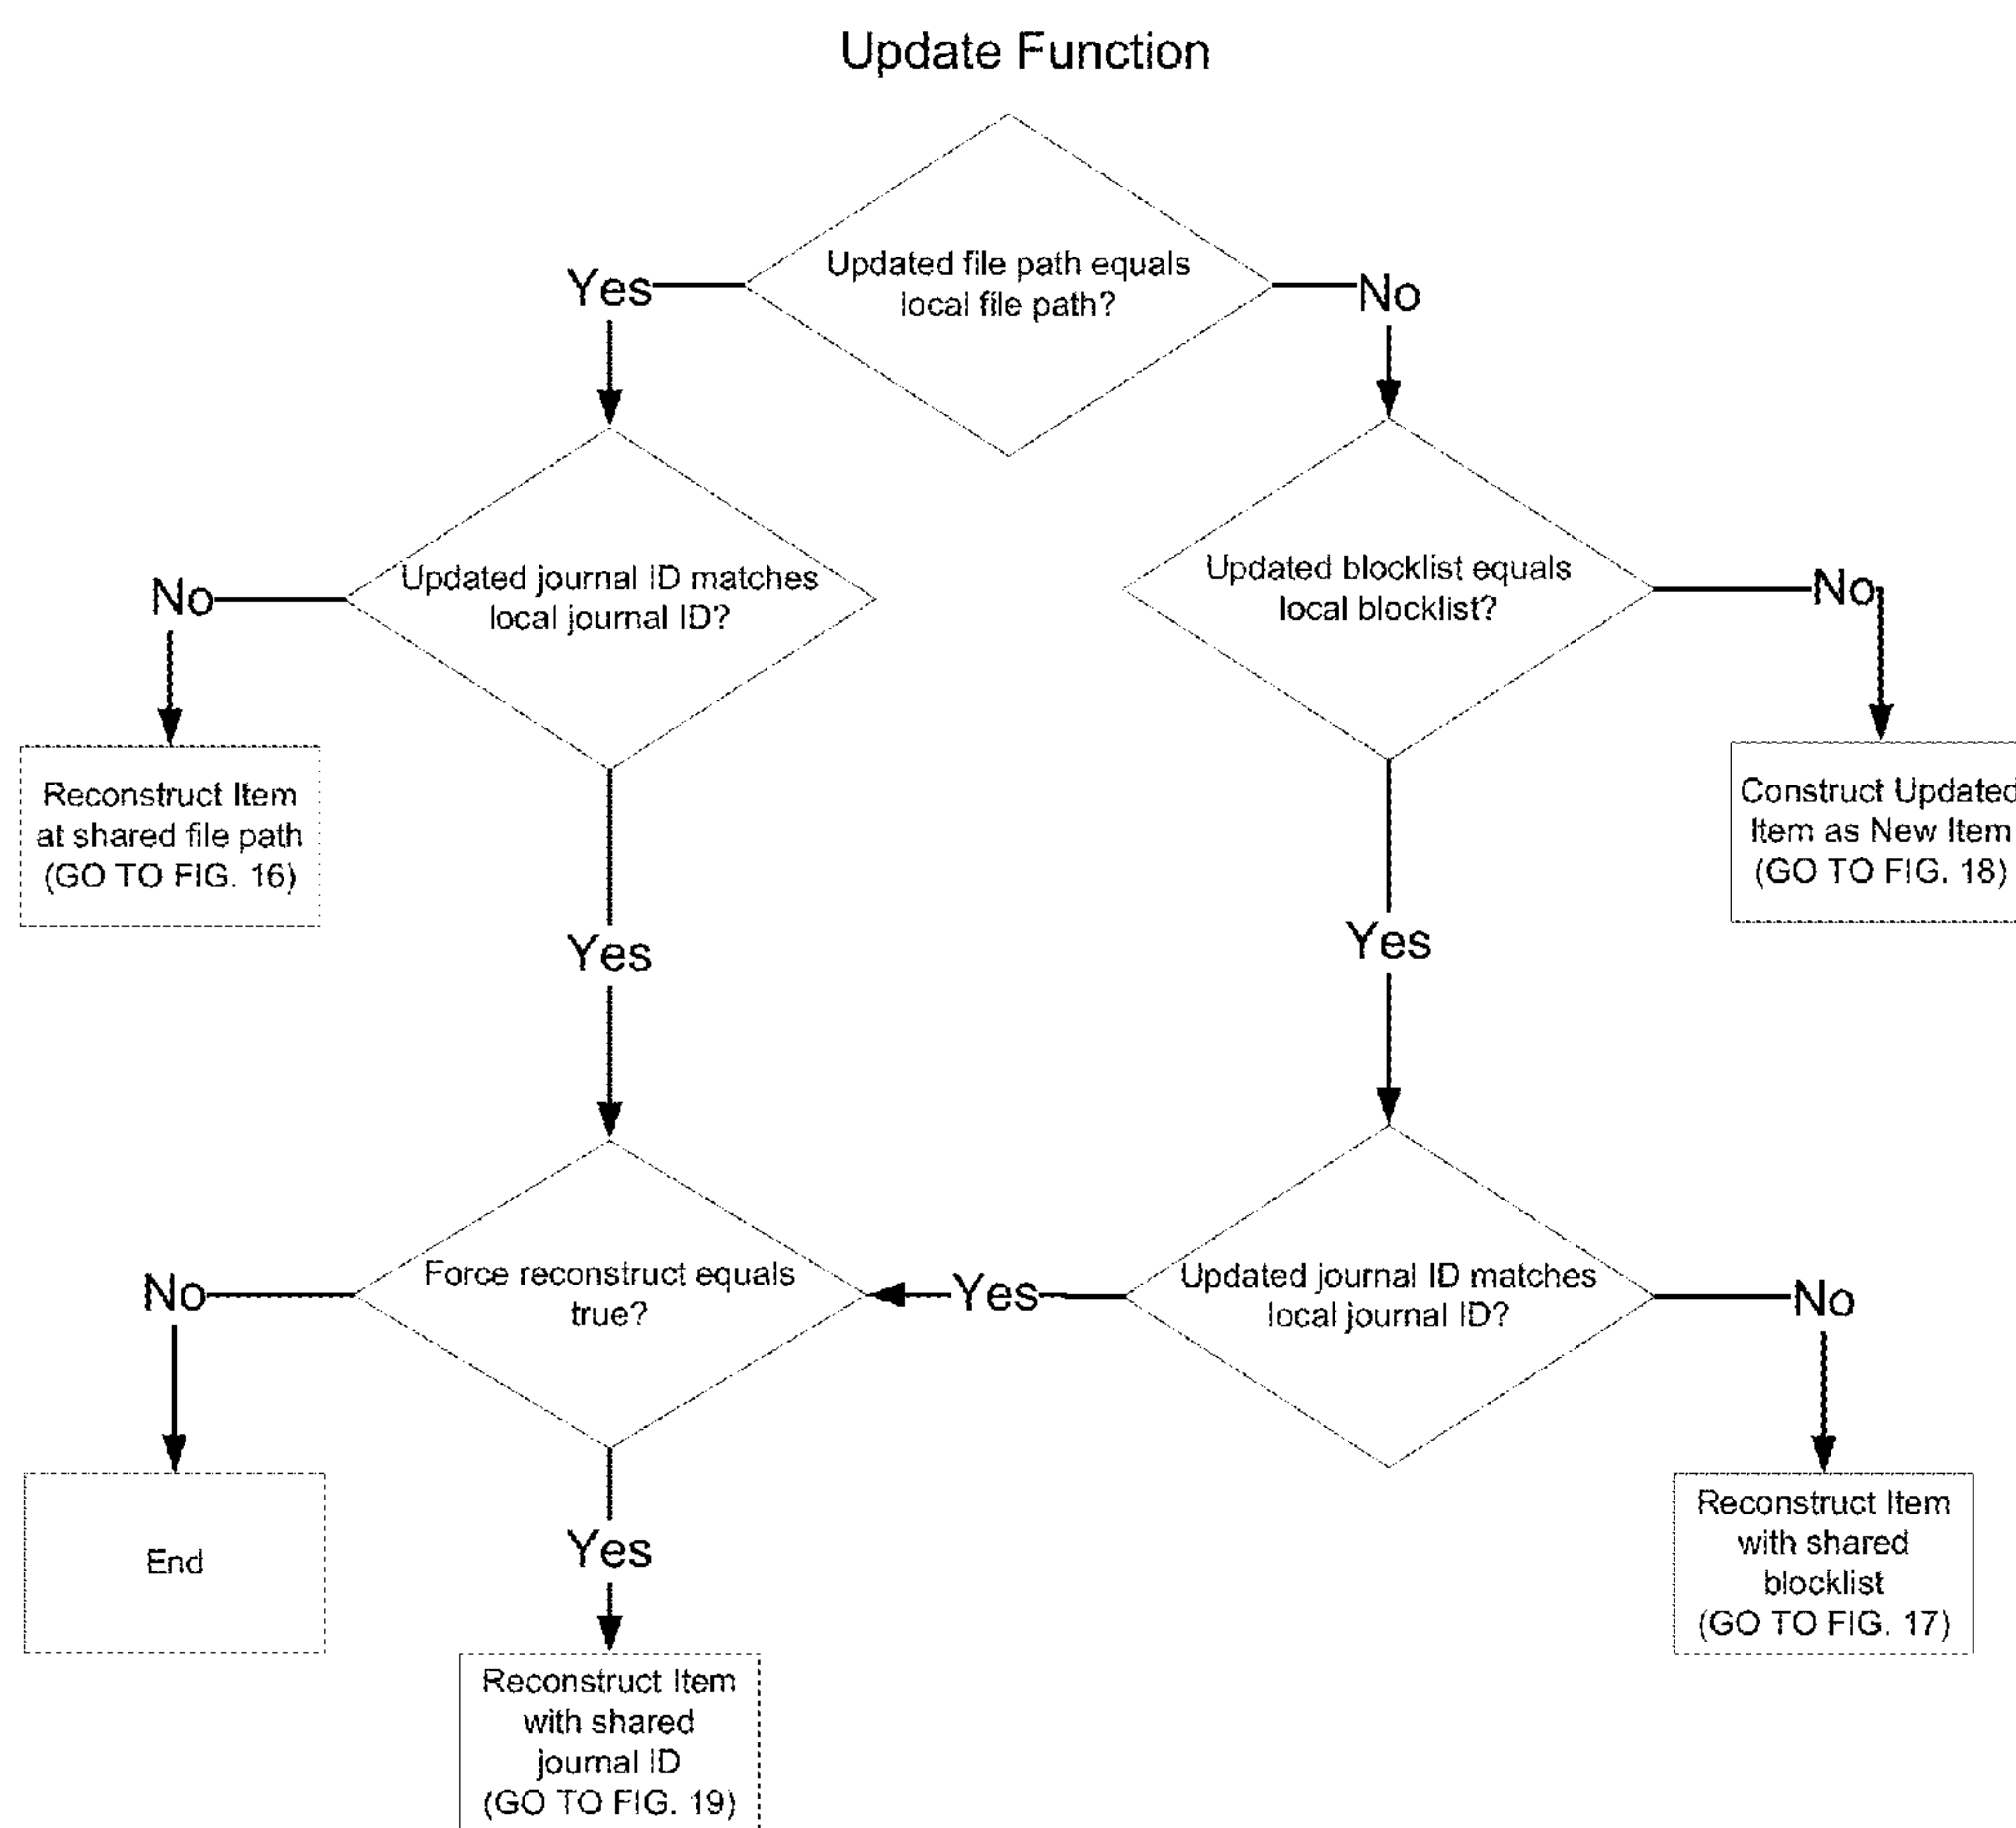 Update Function
Updated file path equals
local file path?
Yes
No
Updated journal ID matches
local journal ID?
Updated blocklist equals
local blocklist?
No
No
Reconstruct Item
at shared file path
(GO TO FIG. 16)
Construct Updated
Item as New Item
(GO TO FIG. 18)
Yes
Yes
Force reconstruct equals
true?
Updated journal ID matches
local journal ID?
No
Yes
No
End
Yes
Reconstruct Item
with shared
blocklist
(GO TO FIG. 17)
Reconstruct Item
with shared
journal ID
(GO TO FIG. 19)